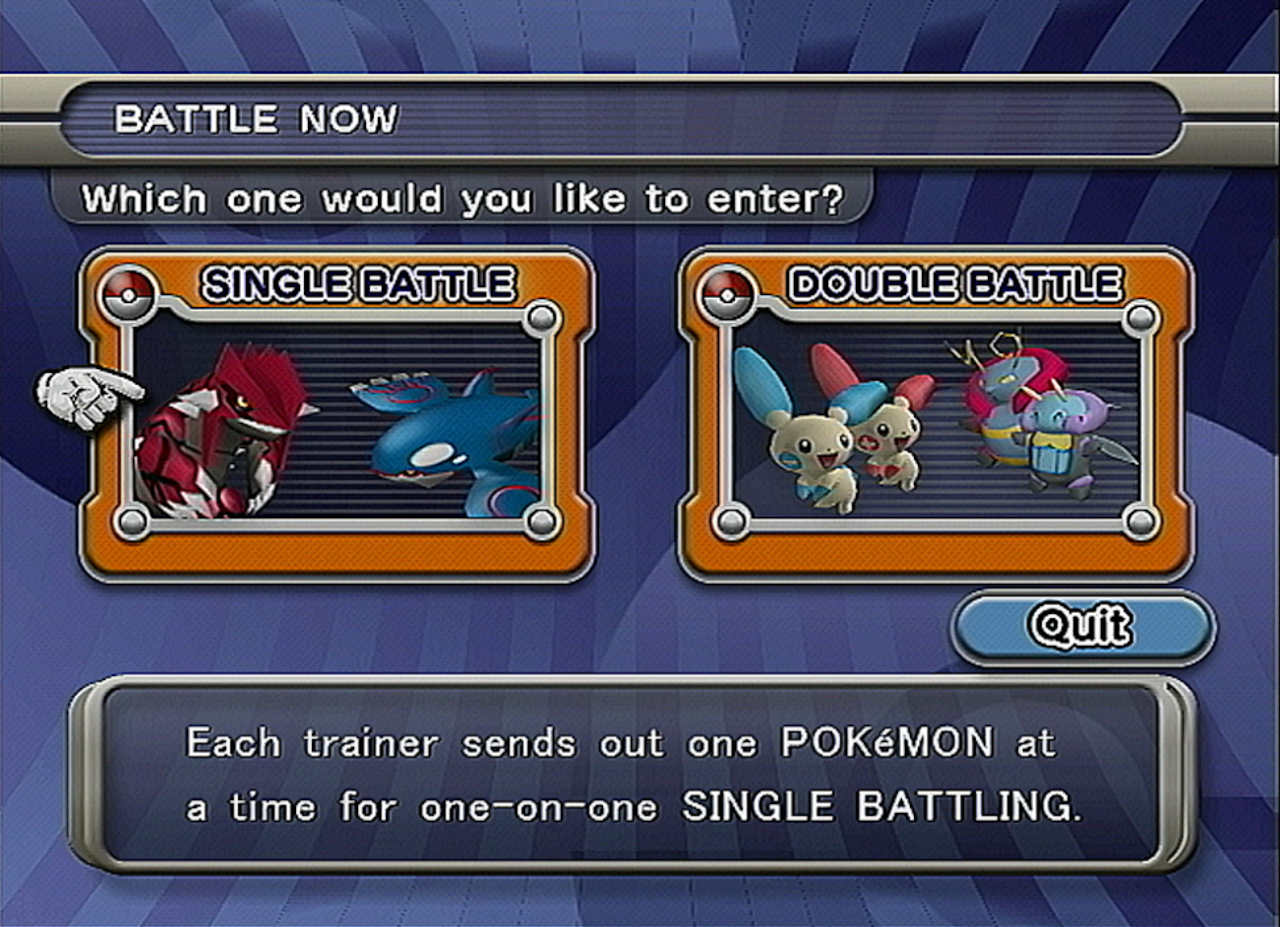 BATTLE NOW
Which one would you like to enter?
SINGLE BATTLE
DOUBLE BATTLE
Quit
Each trainer sends out one POKéMON at
a time for one-on-one SINGLE BATTLING.